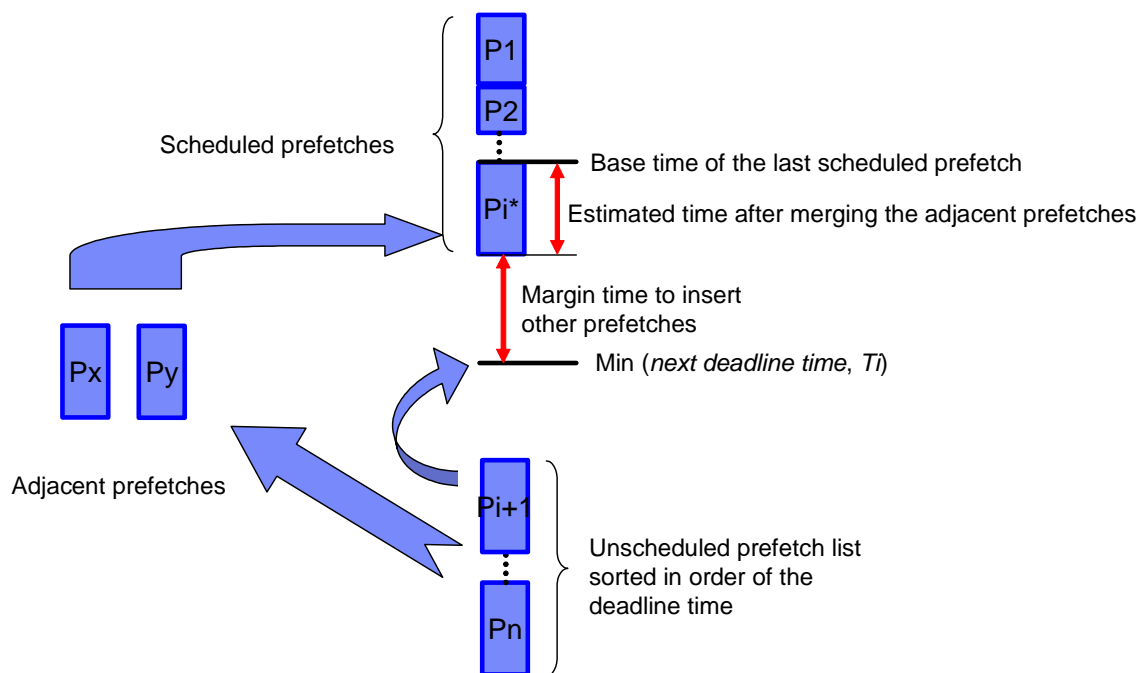 P1
P2
Scheduled prefetches
Base time of the last scheduled prefetch
Pi*
Estimated time after merging the adjacent prefetches
Margin time to insert
other prefetches
Px
Py
Min (next deadline time, Ti)
Adjacent prefetches
Pi+1
Unscheduled prefetch list
sorted in order of the
deadline time
Pn